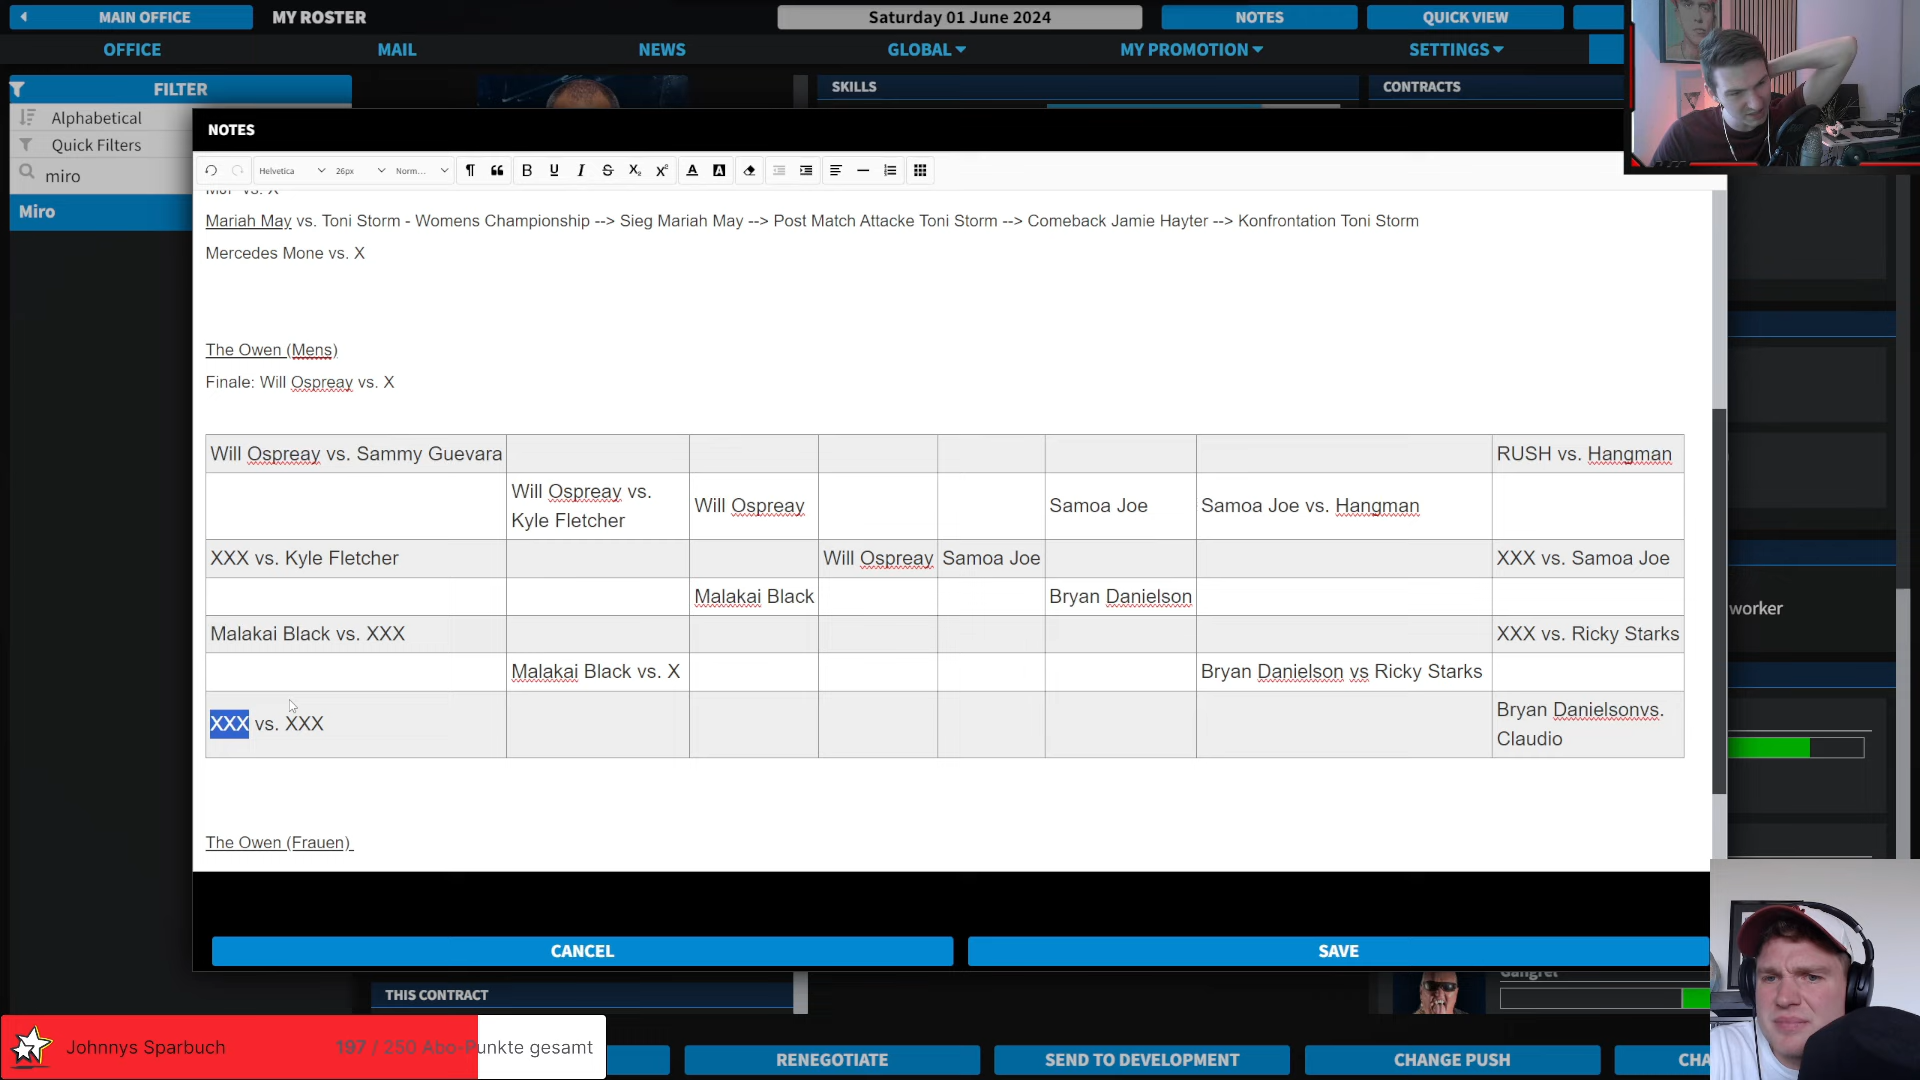 MAIN OFFICE
MY ROSTER
Saturday 01 June 2024
NOTES
QUICK VIEW
OFFICE
MAIL
NEWS
GLOBAL
MY PROMOTION
SETTINGS
FILTER
SKILLS
CONTRACTS
Alphabetical
Quick Filters
miro
Miro
NOTES
Helvetica
26px
Norm...
Mariah May vs. Toni Storm - Womens Championship --> Sieg Mariah May --> Post Match Attacke Toni Storm --> Comeback Jamie Hayter --> Konfrontation Toni Storm
Mercedes Mone vs. X
The Owen (Mens)
Finale: Will Ospreay vs. X
Will Ospreay vs. Sammy Guevara
RUSH vs. Hangman
Will Ospreay vs.
Kyle Fletcher
Will Ospreay
Samoa Joe
Samoa Joe vs. Hangman
XXX vs. Kyle Fletcher
Will Ospreay
Samoa Joe
XXX vs. Samoa Joe
Malakai Black
Bryan Danielson
worker
Malakai Black vs. XXX
XXX vs. Ricky Starks
Malakai Black vs. X
Bryan Danielson vs Ricky Starks
XXX vs. XXX
Bryan Danielsonvs.
Claudio
The Owen (Frauen)
CANCEL
SAVE
Gangrel
THIS CONTRACT
Johnnys Sparbuch
197 / 250 Abo-Punkte gesamt
RENEGOTIATE
SEND TO DEVELOPMENT
CHANGE PUSH
CHA